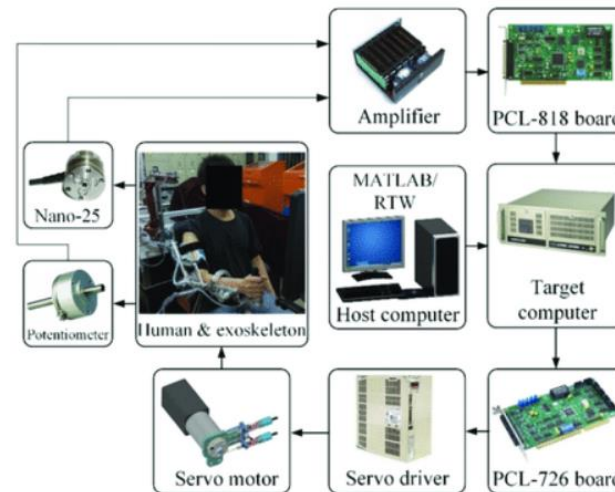 Amplifier
PCL-818 board
Nano-25
MATLAB/
RTW
Host computer
Target
computer
Potentiometer
Human & exoskeleton
Servo motor
Servo driver
PCL-726 board